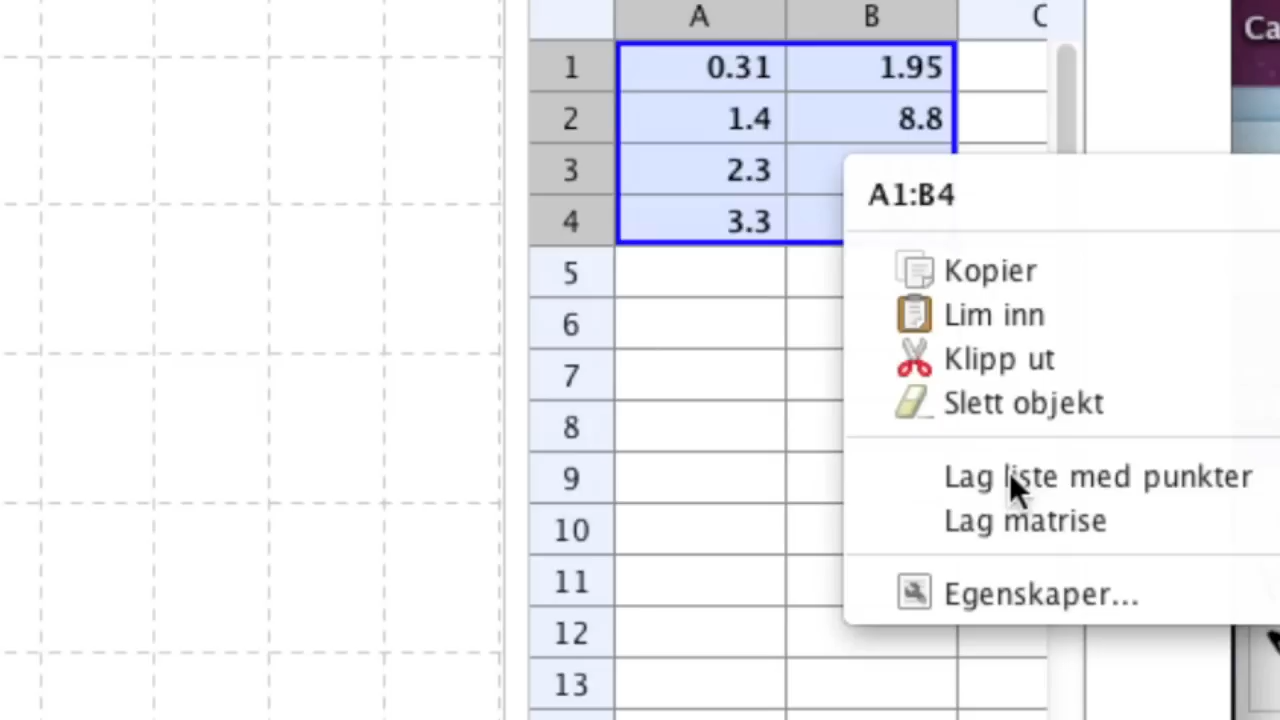 A B C
1 0.31 1.95
2 1.4 8.8
3 2.3
4 3.3
5
6
7
8
9
10
11
12
13
A1:B4
Kopier
Lim inn
Klipp ut
Slett objekt
Lag liste med punkter
Lag matrise
Egenskaper...
Ca